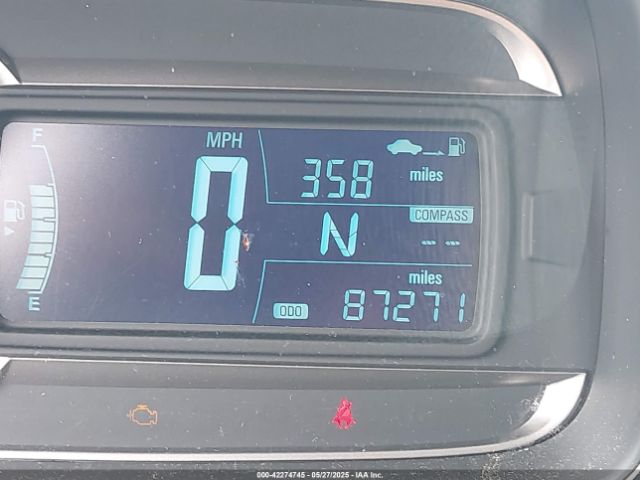 F
MPH
0
358 miles
COMPASS
N --
miles
ODO 87271
E
000-42274745 - 05/27/2025 - IAA Inc.